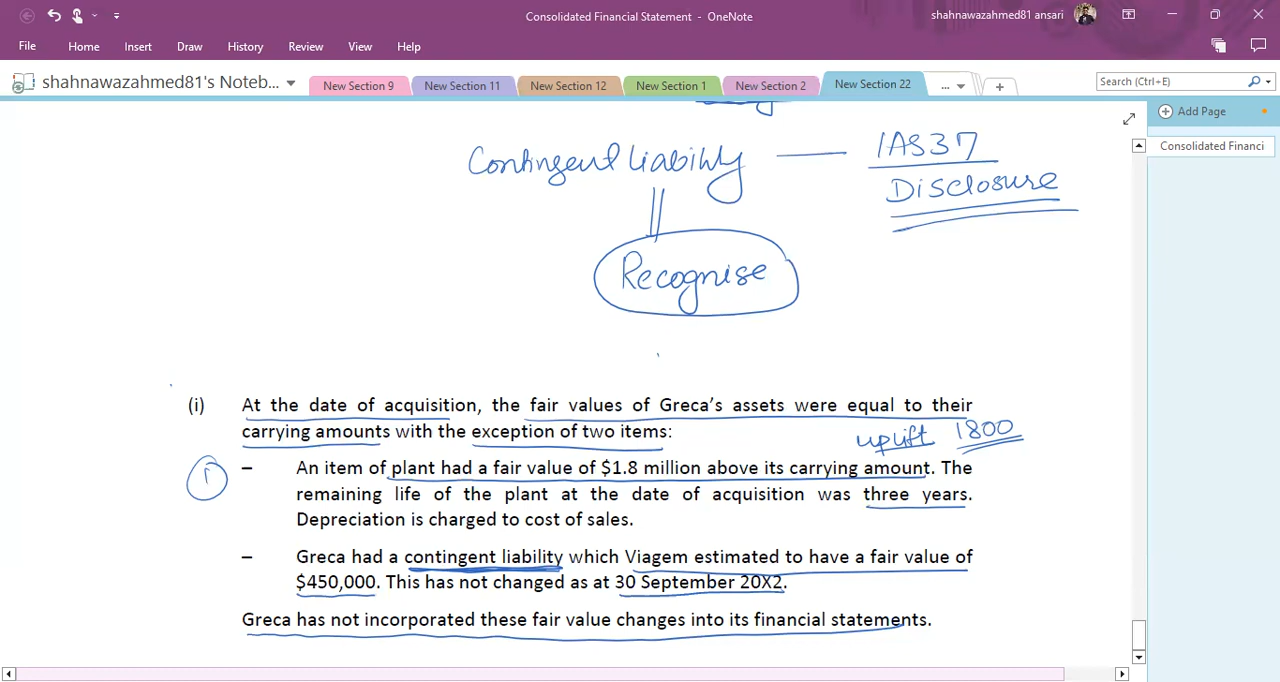 Consolidated Financial Statement - OneNote
shahnawazahmed81 ansari
File Home Insert Draw History Review View Help
shahnawazahmed81's Noteb...
New Section 9
New Section 11
New Section 12
New Section 1
New Section 2
New Section 22
...
Search (Ctrl+E)
Add Page
Consolidated Financi
Contingent liability
IAS37
Disclosure
Recognise
(i) At the date of acquisition, the fair values of Greca's assets were equal to their
carrying amounts with the exception of two items:
uplift 1800
– An item of plant had a fair value of $1.8 million above its carrying amount. The
remaining life of the plant at the date of acquisition was three years.
Depreciation is charged to cost of sales.
– Greca had a contingent liability which Viagem estimated to have a fair value of
$450,000. This has not changed as at 30 September 20X2.
Greca has not incorporated these fair value changes into its financial statements.